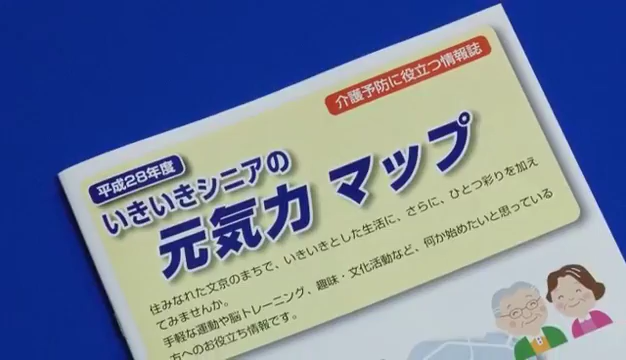 介護予防に役立つ情報誌
平成28年度
いきいきシニアの
元気力 マップ
住みなれた文京のまちで、いきいきとした生活に、さらに、ひとつ彩りを加え
てみませんか。
手軽な運動や脳トレーニング、趣味・文化活動など、何か始めたいと思っている
方へのお役立ち情報です。